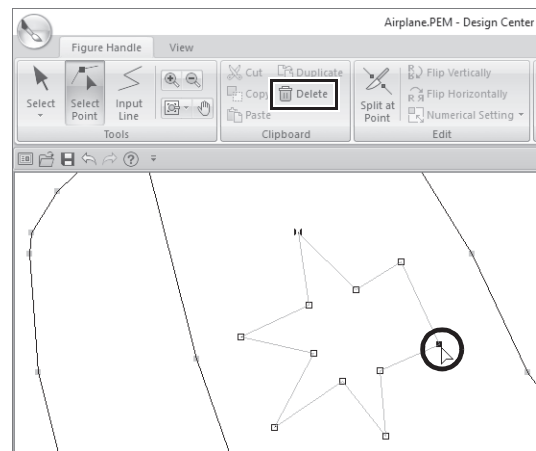 Airplane.PEM - Design Center
Figure Handle View
Cut Duplicate
Copy Delete
Paste
Select
Select Point
Input Line
Split at Point
Flip Vertically
Flip Horizontally
Numerical Setting
Tools Clipboard Edit